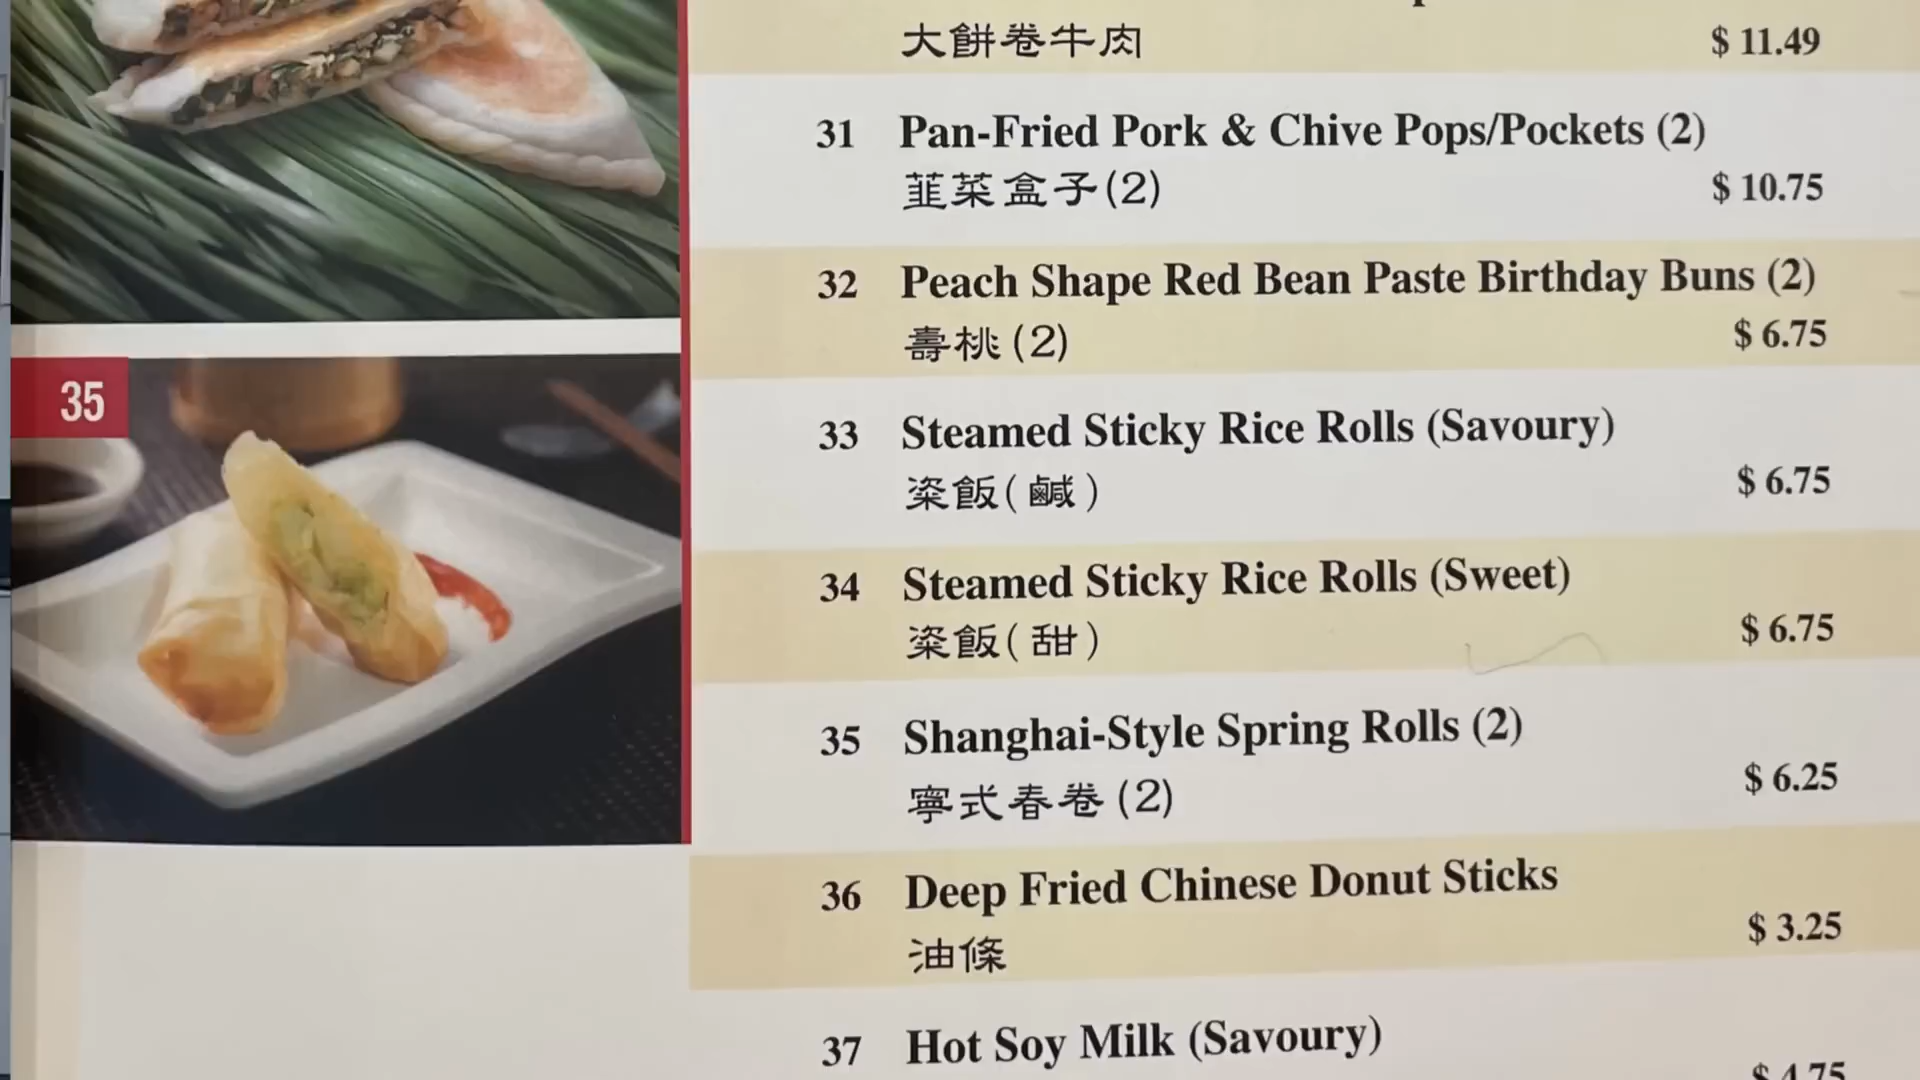 大餅卷牛肉
$ 11.49
31 Pan-Fried Pork & Chive Pops/Pockets (2)
韮菜盒子(2)
$ 10.75
32 Peach Shape Red Bean Paste Birthday Buns (2)
壽桃(2)
$ 6.75
33 Steamed Sticky Rice Rolls (Savoury)
粢飯(鹹)
$ 6.75
34 Steamed Sticky Rice Rolls (Sweet)
粢飯(甜)
$ 6.75
35
35 Shanghai-Style Spring Rolls (2)
寧式春卷(2)
$ 6.25
36 Deep Fried Chinese Donut Sticks
油條
$ 3.25
37 Hot Soy Milk (Savoury)
$ 4.75